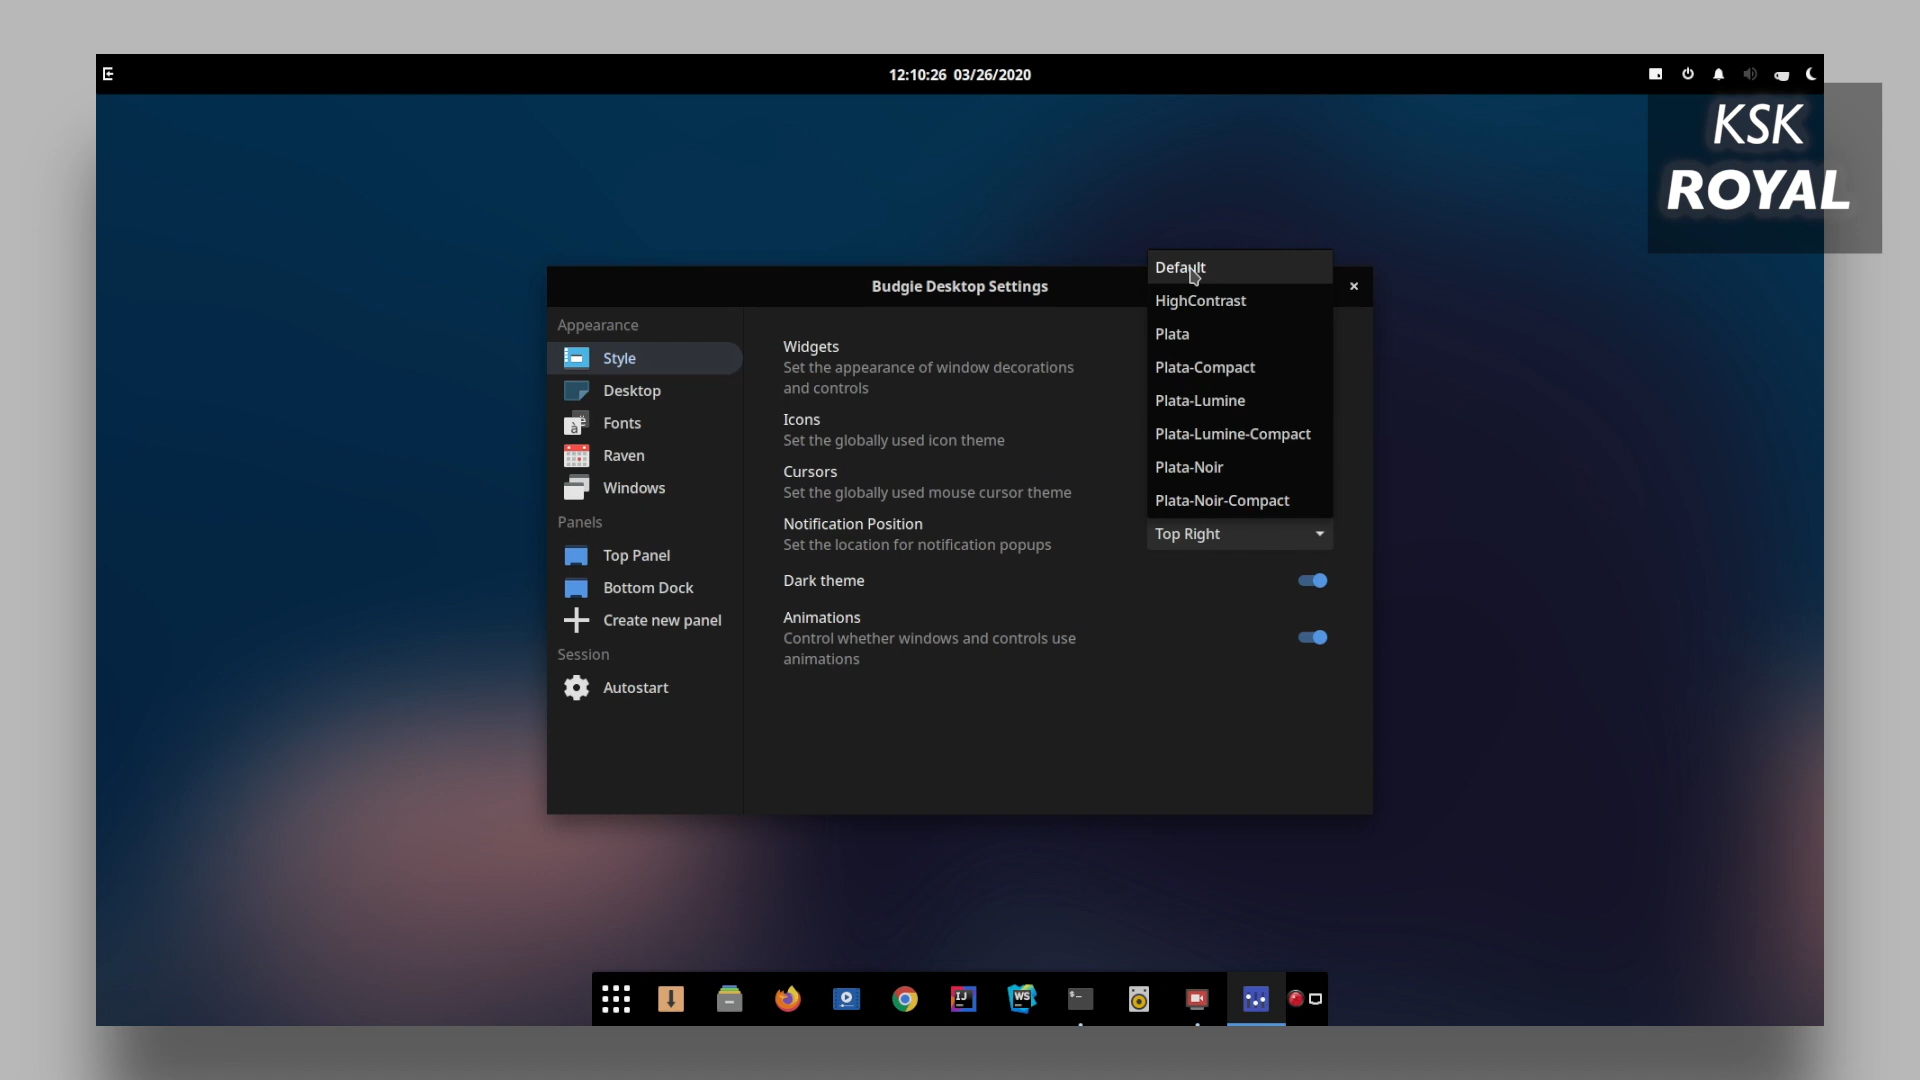 12:10:26 03/26/2020
KSK
ROYAL
Budgie Desktop Settings
Appearance
Style
Desktop
Fonts
Raven
Windows
Panels
Top Panel
Bottom Dock
Create new panel
Session
Autostart
Widgets
Set the appearance of window decorations
and controls
Icons
Set the globally used icon theme
Cursors
Set the globally used mouse cursor theme
Notification Position
Set the location for notification popups
Dark theme
Animations
Control whether windows and controls use
animations
Default
HighContrast
Plata
Plata-Compact
Plata-Lumine
Plata-Lumine-Compact
Plata-Noir
Plata-Noir-Compact
Top Right
IJ
WS